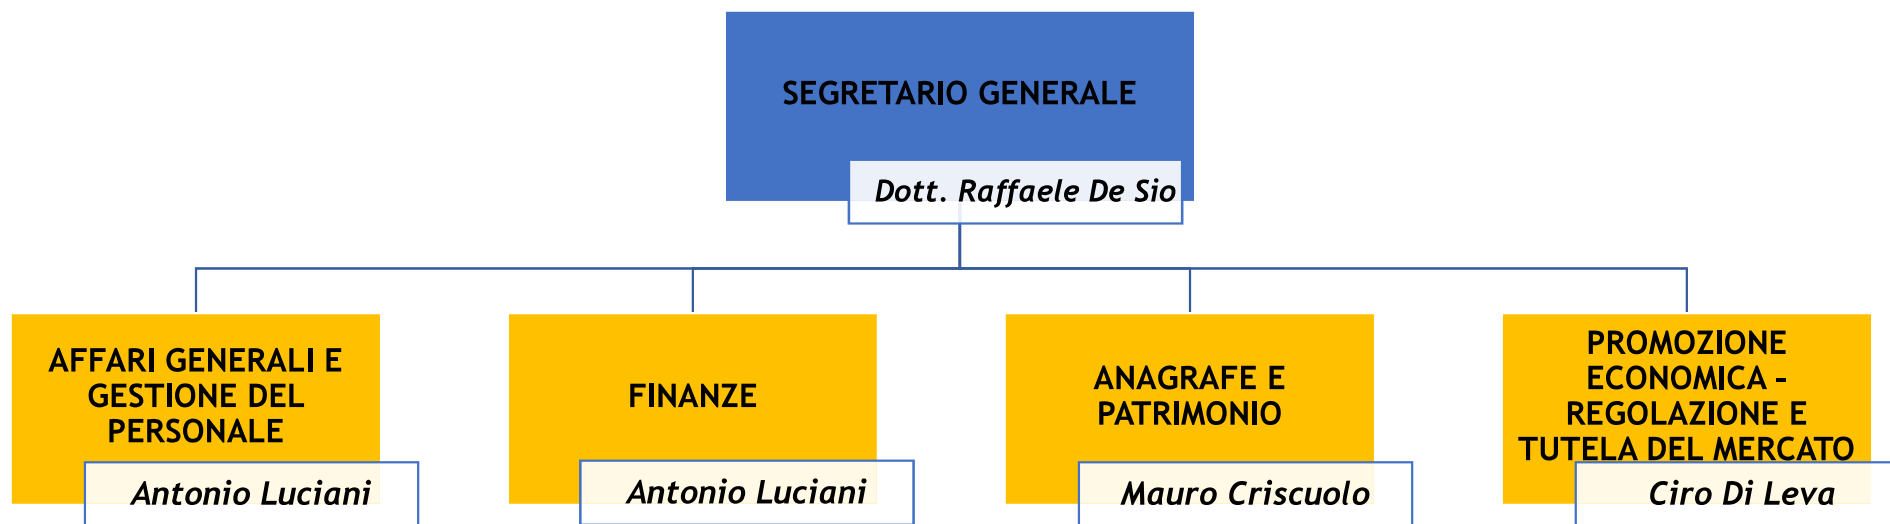 SEGRETARIO GENERALE
Dott. Raffaele De Sio
AFFARI GENERALI E
GESTIONE DEL
PERSONALE
Antonio Luciani
FINANZE
Antonio Luciani
ANAGRAFE E
PATRIMONIO
Mauro Criscuolo
PROMOZIONE
ECONOMICA –
REGOLAZIONE E
TUTELA DEL MERCATO
Ciro Di Leva